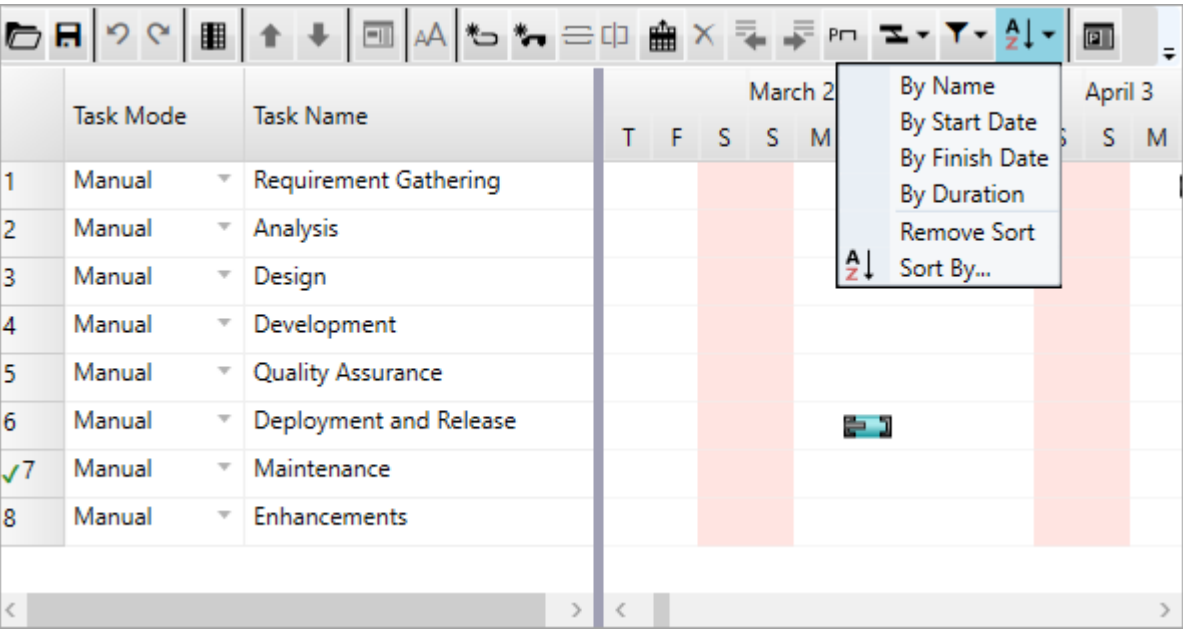 March 2
April 3
Task Mode
Task Name
T F S S M S S M
By Name
By Start Date
By Finish Date
By Duration
Remove Sort
Sort By...
1 Manual Requirement Gathering
2 Manual Analysis
3 Manual Design
4 Manual Development
5 Manual Quality Assurance
6 Manual Deployment and Release
7 Manual Maintenance
8 Manual Enhancements